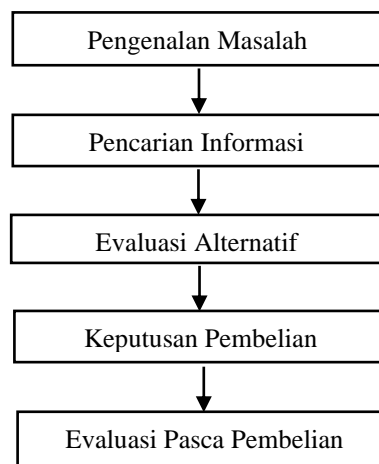 Pengenalan Masalah
Pencarian Informasi
Evaluasi Alternatif
Keputusan Pembelian
Evaluasi Pasca Pembelian